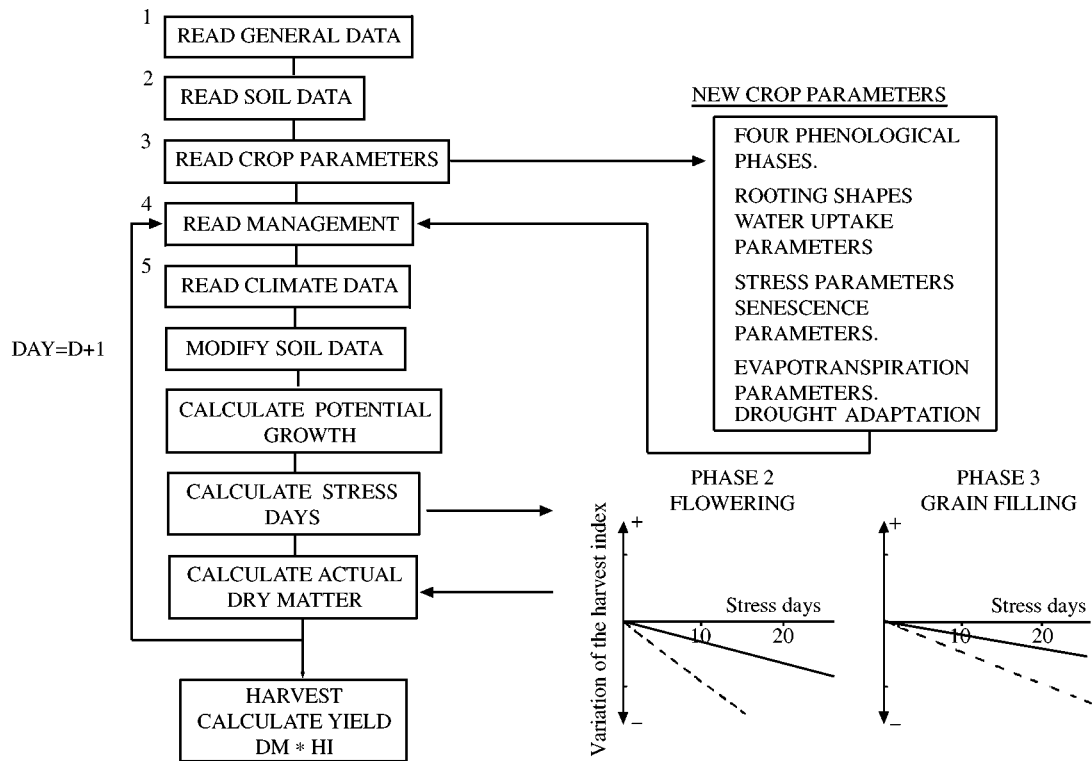 1
READ GENERAL DATA
2
READ SOIL DATA
3
READ CROP PARAMETERS
4
READ MANAGEMENT
5
READ CLIMATE DATA
MODIFY SOIL DATA
DAY=D+1
CALCULATE POTENTIAL
GROWTH
CALCULATE STRESS
DAYS
CALCULATE ACTUAL
DRY MATTER
HARVEST
CALCULATE YIELD
DM * HI
NEW CROP PARAMETERS
FOUR PHENOLOGICAL
PHASES.
ROOTING SHAPES
WATER UPTAKE
PARAMETERS
STRESS PARAMETERS
SENESCENCE
PARAMETERS.
EVAPOTRANSPIRATION
PARAMETERS.
DROUGHT ADAPTATION
PHASE 2
FLOWERING
Variation of the harvest index
+
Stress days
10 20
−
PHASE 3
GRAIN FILLING
+
Stress days
10 20
−